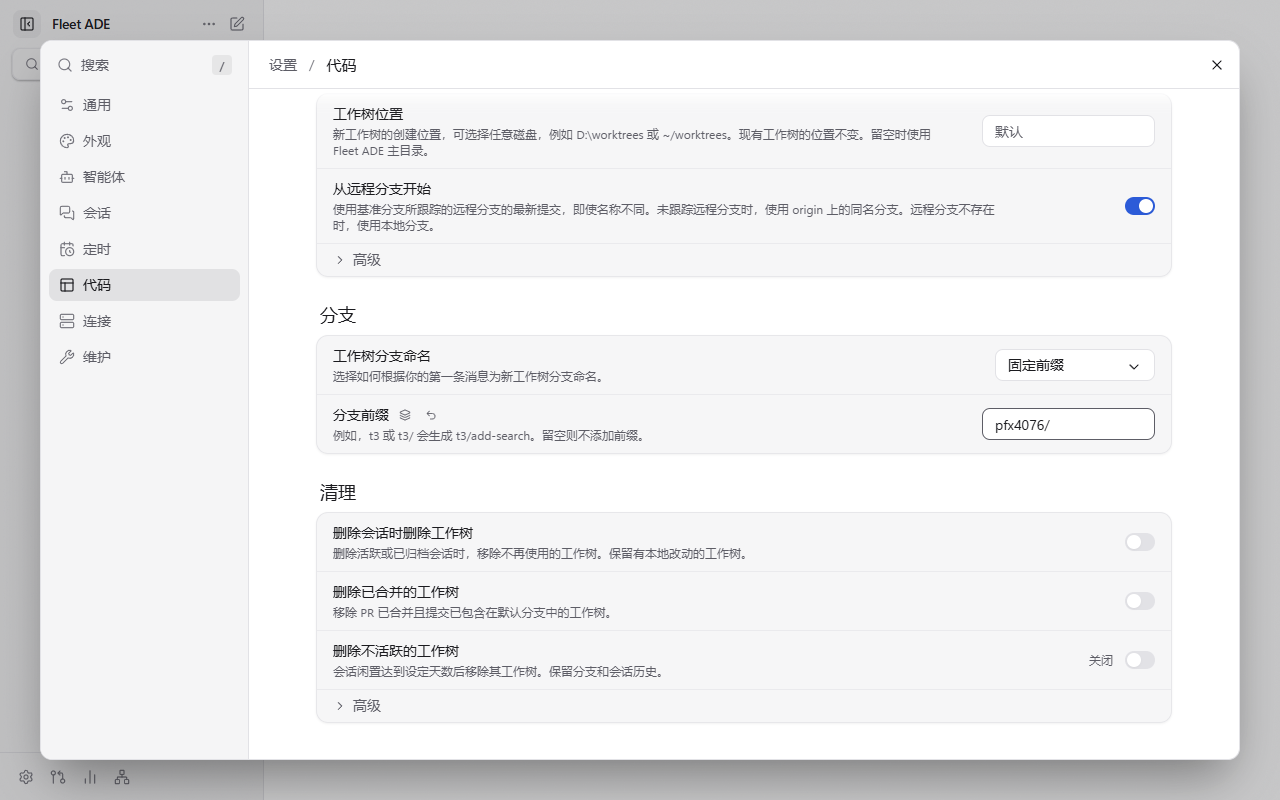 Fleet ADE
搜索
/
通用
外观
智能体
会话
定时
代码
连接
维护
设置 / 代码
工作树位置
新工作树的创建位置，可选择任意磁盘，例如 D:\worktrees 或 ~/worktrees。现有工作树的位置不变。留空时使用
Fleet ADE 主目录。
默认
从远程分支开始
使用基准分支所跟踪的远程分支的最新提交，即使名称不同。未跟踪远程分支时，使用 origin 上的同名分支。远程分支不存在
时，使用本地分支。
高级
分支
工作树分支命名
选择如何根据你的第一条消息为新工作树分支命名。
固定前缀
分支前缀
例如，t3 或 t3/ 会生成 t3/add-search。留空则不添加前缀。
pfx4076/
清理
删除会话时删除工作树
删除活跃或已归档会话时，移除不再使用的工作树。保留有本地改动的工作树。
删除已合并的工作树
移除 PR 已合并且提交已包含在默认分支中的工作树。
删除不活跃的工作树
会话闲置达到设定天数后移除其工作树。保留分支和会话历史。
关闭
高级